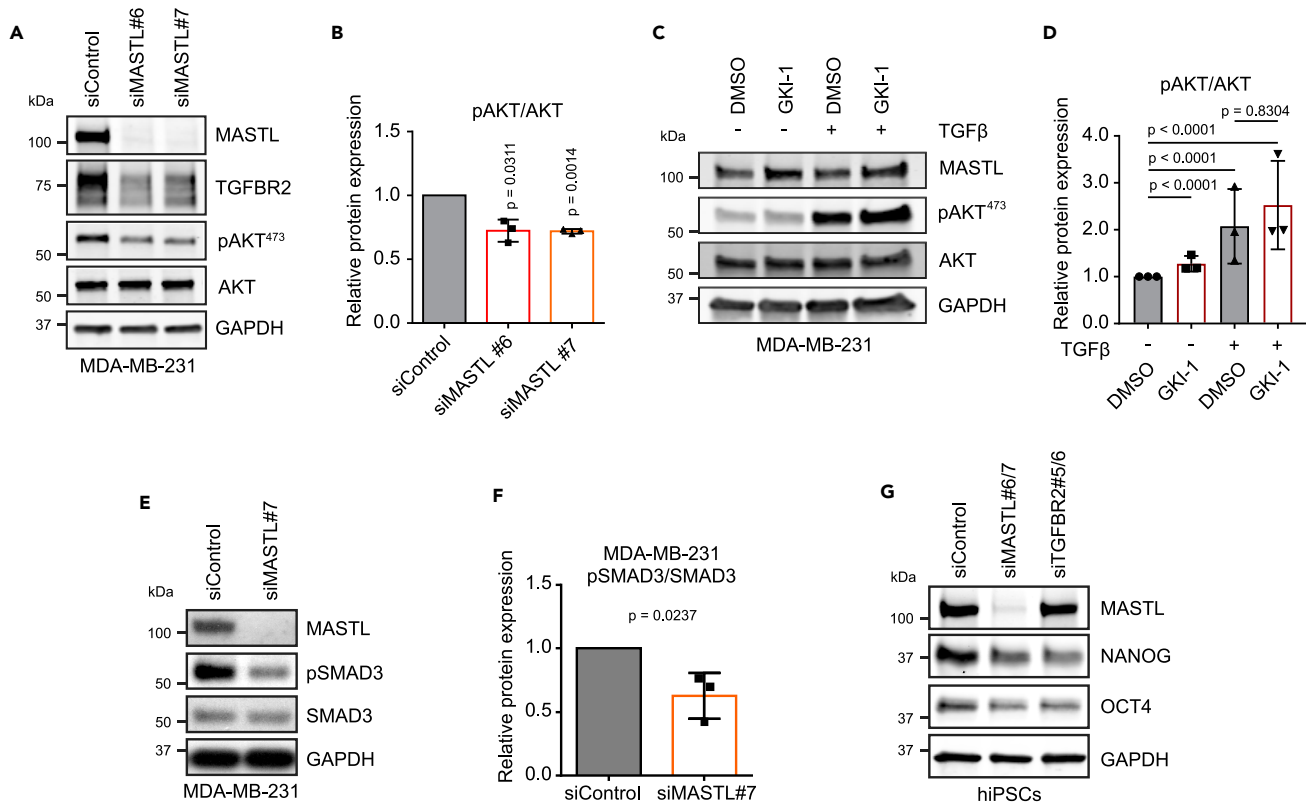 A
siControl
siMASTL#6
siMASTL#7
kDa
100
MASTL
75
TGFBR2
50
pAKT473
50
AKT
37
GAPDH
MDA-MB-231
B
pAKT/AKT
Relative protein expression
1.5
1.0
0.5
0.0
p = 0.0311
p = 0.0014
siControl
siMASTL #6
siMASTL #7
C
DMSO
GKI-1
DMSO
GKI-1
- - + + TGFβ
kDa
100
MASTL
50
pAKT473
50
AKT
37
GAPDH
MDA-MB-231
D
pAKT/AKT
Relative protein expression
4.0
3.0
2.0
1.0
0.0
p = 0.8304
p < 0.0001
p < 0.0001
p < 0.0001
TGFβ - - + +
DMSO
GKI-1
DMSO
GKI-1
E
siControl
siMASTL#7
kDa
100
MASTL
50
pSMAD3
50
SMAD3
37
GAPDH
MDA-MB-231
F
MDA-MB-231
pSMAD3/SMAD3
Relative protein expression
1.5
1.0
0.5
0.0
p = 0.0237
siControl
siMASTL#7
G
siControl
siMASTL#6/7
siTGFBR2#5/6
kDa
100
MASTL
37
NANOG
37
OCT4
37
GAPDH
hiPSCs